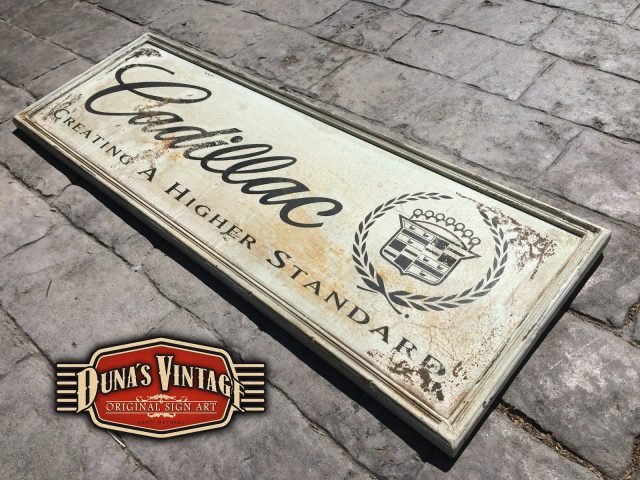 Cadillac
CREATING A HIGHER STANDARD
DUNA'S VINTAGE
ORIGINAL SIGN ART